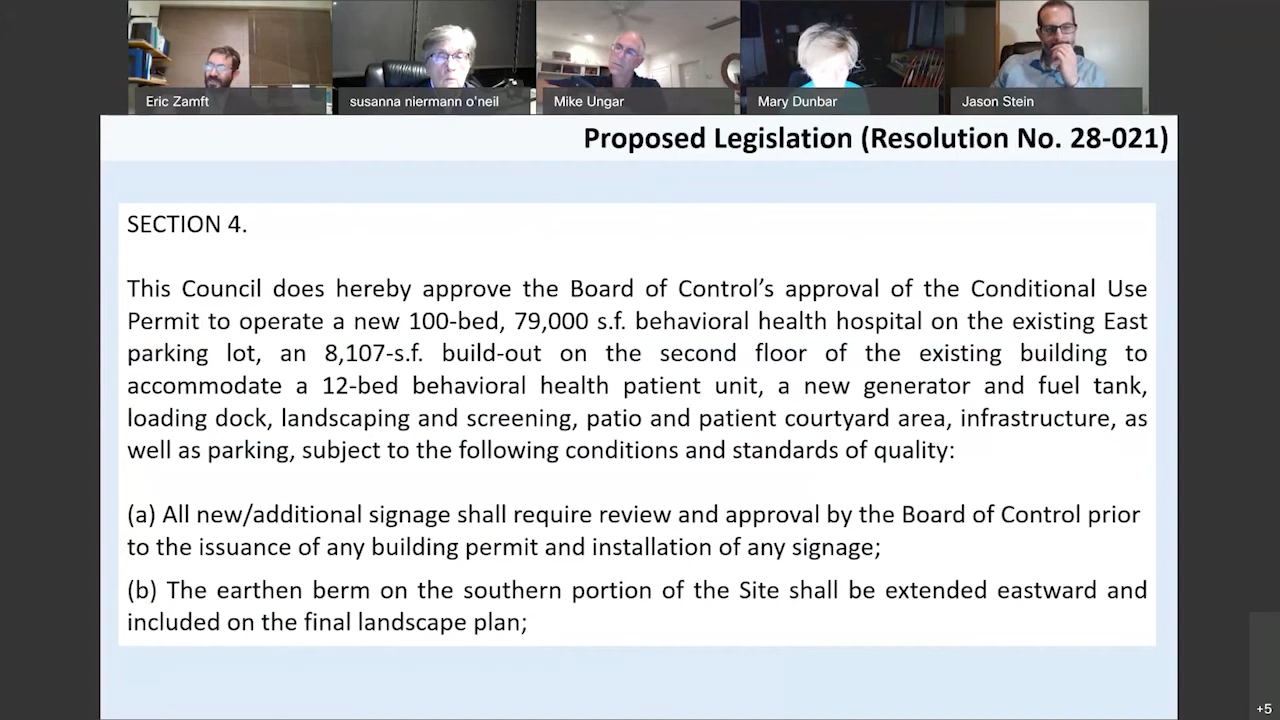 Eric Zamft
susanna niermann o'neil
Mike Ungar
Mary Dunbar
Jason Stein
Proposed Legislation (Resolution No. 28-021)
SECTION 4.
This Council does hereby approve the Board of Control’s approval of the Conditional Use
Permit to operate a new 100-bed, 79,000 s.f. behavioral health hospital on the existing East
parking lot, an 8,107-s.f. build-out on the second floor of the existing building to
accommodate a 12-bed behavioral health patient unit, a new generator and fuel tank,
loading dock, landscaping and screening, patio and patient courtyard area, infrastructure, as
well as parking, subject to the following conditions and standards of quality:
(a) All new/additional signage shall require review and approval by the Board of Control prior
to the issuance of any building permit and installation of any signage;
(b) The earthen berm on the southern portion of the Site shall be extended eastward and
included on the final landscape plan;
+5